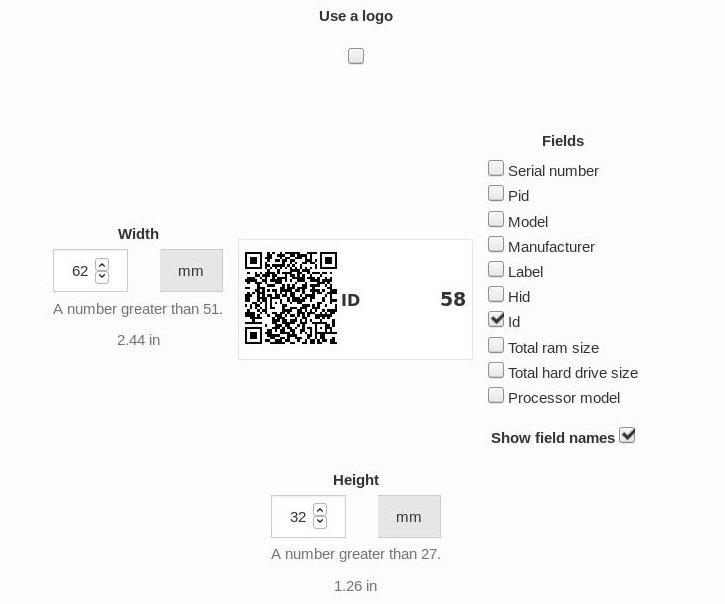 Use a logo
Fields
Serial number
Pid
Model
Manufacturer
Label
Hid
Id
Total ram size
Total hard drive size
Processor model
Show field names
Width
62 mm
A number greater than 51.
2.44 in
ID 58
Height
32 mm
A number greater than 27.
1.26 in